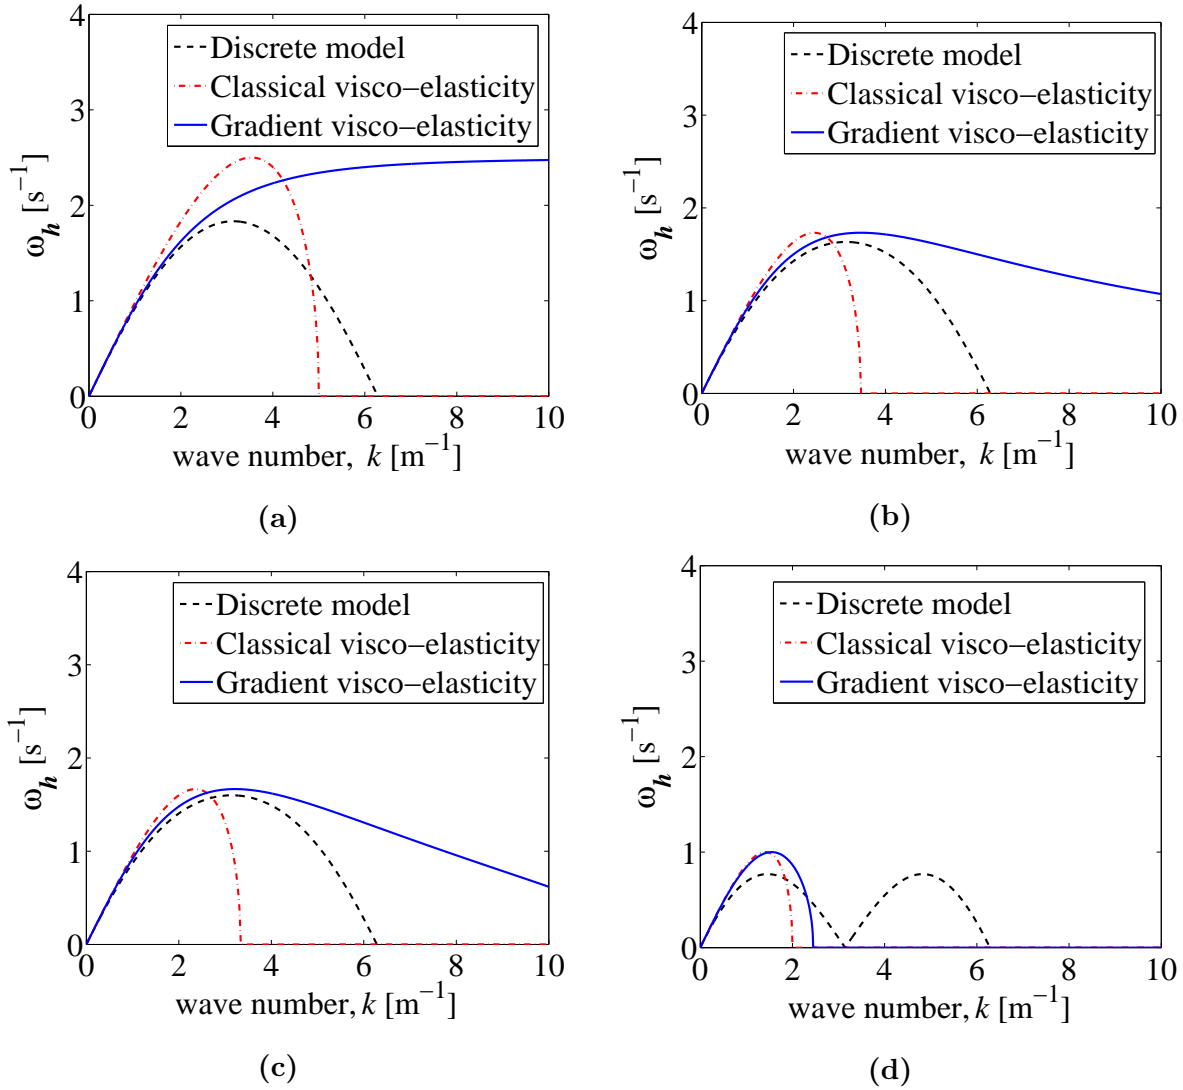 4
3
2
1
0
0 2 4 6 8 10
ω_h [s⁻¹]
Discrete model
Classical visco−elasticity
Gradient visco−elasticity
wave number, k [m⁻¹]
(a)
4
3
2
1
0
0 2 4 6 8 10
ω_h [s⁻¹]
Discrete model
Classical visco−elasticity
Gradient visco−elasticity
wave number, k [m⁻¹]
(b)
4
3
2
1
0
0 2 4 6 8 10
ω_h [s⁻¹]
Discrete model
Classical visco−elasticity
Gradient visco−elasticity
wave number, k [m⁻¹]
(c)
4
3
2
1
0
0 2 4 6 8 10
ω_h [s⁻¹]
Discrete model
Classical visco−elasticity
Gradient visco−elasticity
wave number, k [m⁻¹]
(d)